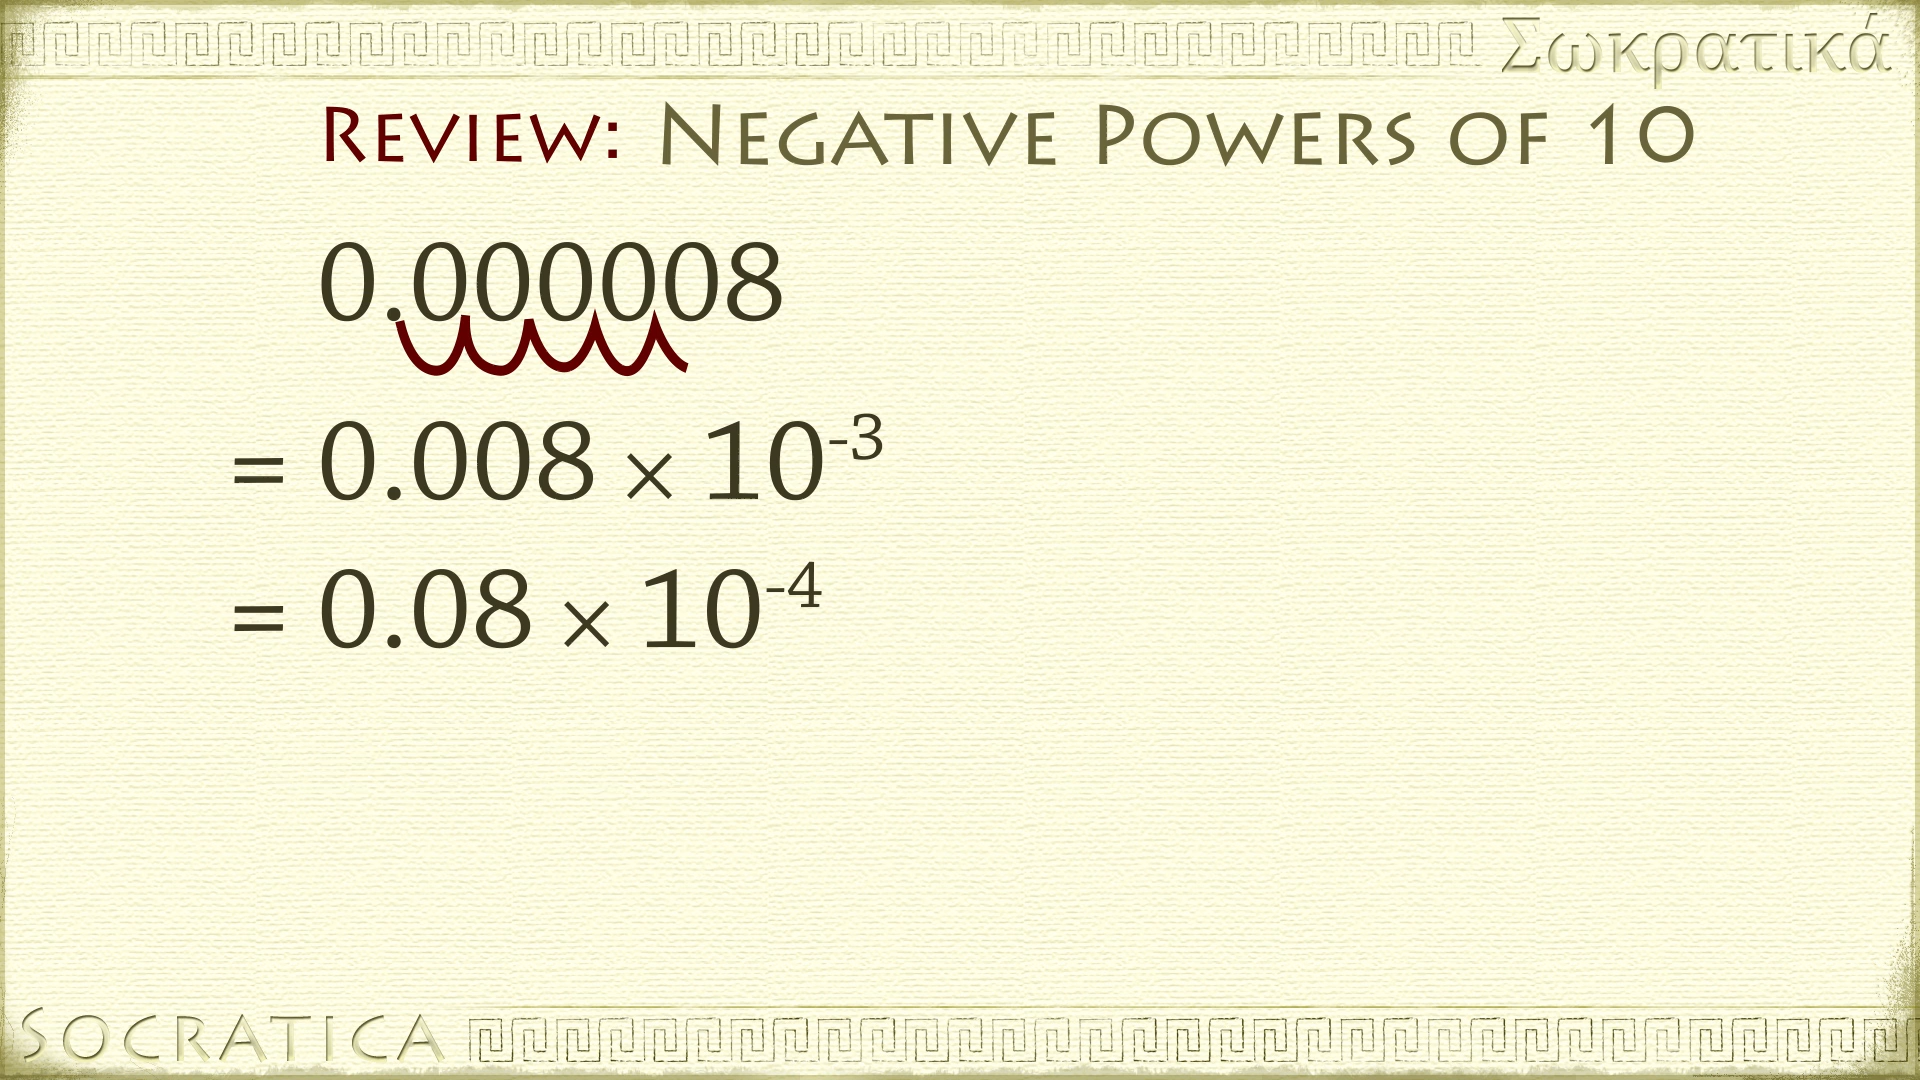 Σωκρατικά
Review: Negative Powers of 10
0.000008
= 0.008 × 10⁻³
= 0.08 × 10⁻⁴
SOCRATICA